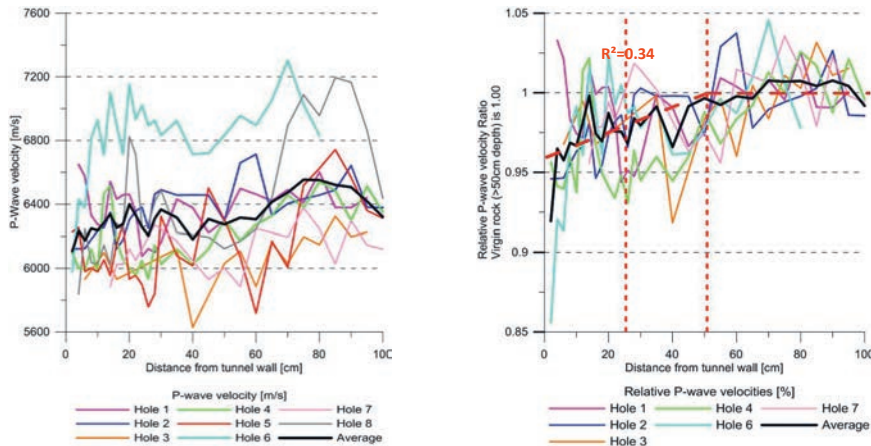 7600
7200
6800
6400
6000
5600
P-Wave velocity [m/s]
0 20 40 60 80 100
Distance from tunnel wall [cm]
P-wave velocity [m/s]
Hole 1 Hole 4 Hole 7
Hole 2 Hole 5 Hole 8
Hole 3 Hole 6 Average
1.05
1
0.95
0.9
0.85
Relative P-wave velocity Ratio
Virgin rock (>50cm depth) is 1.00
R²=0.34
0 20 40 60 80 100
Distance from tunnel wall [cm]
Relative P-wave velocities [%]
Hole 1 Hole 4 Hole 7
Hole 2 Hole 6 Average
Hole 3